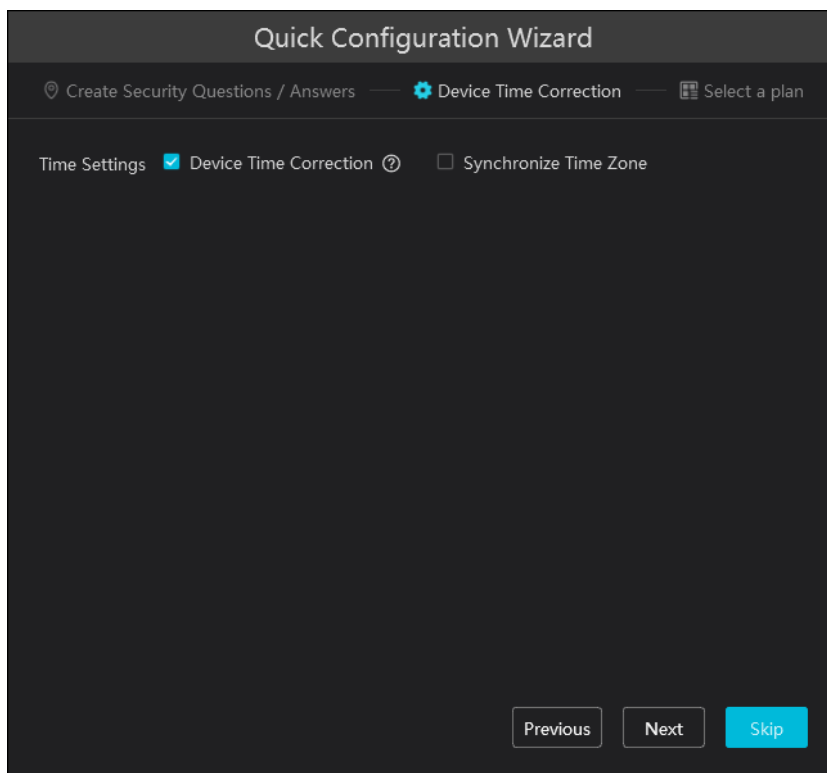 Quick Configuration Wizard
Create Security Questions / Answers Device Time Correction Select a plan
Time Settings Device Time Correction ? Synchronize Time Zone
Previous Next Skip